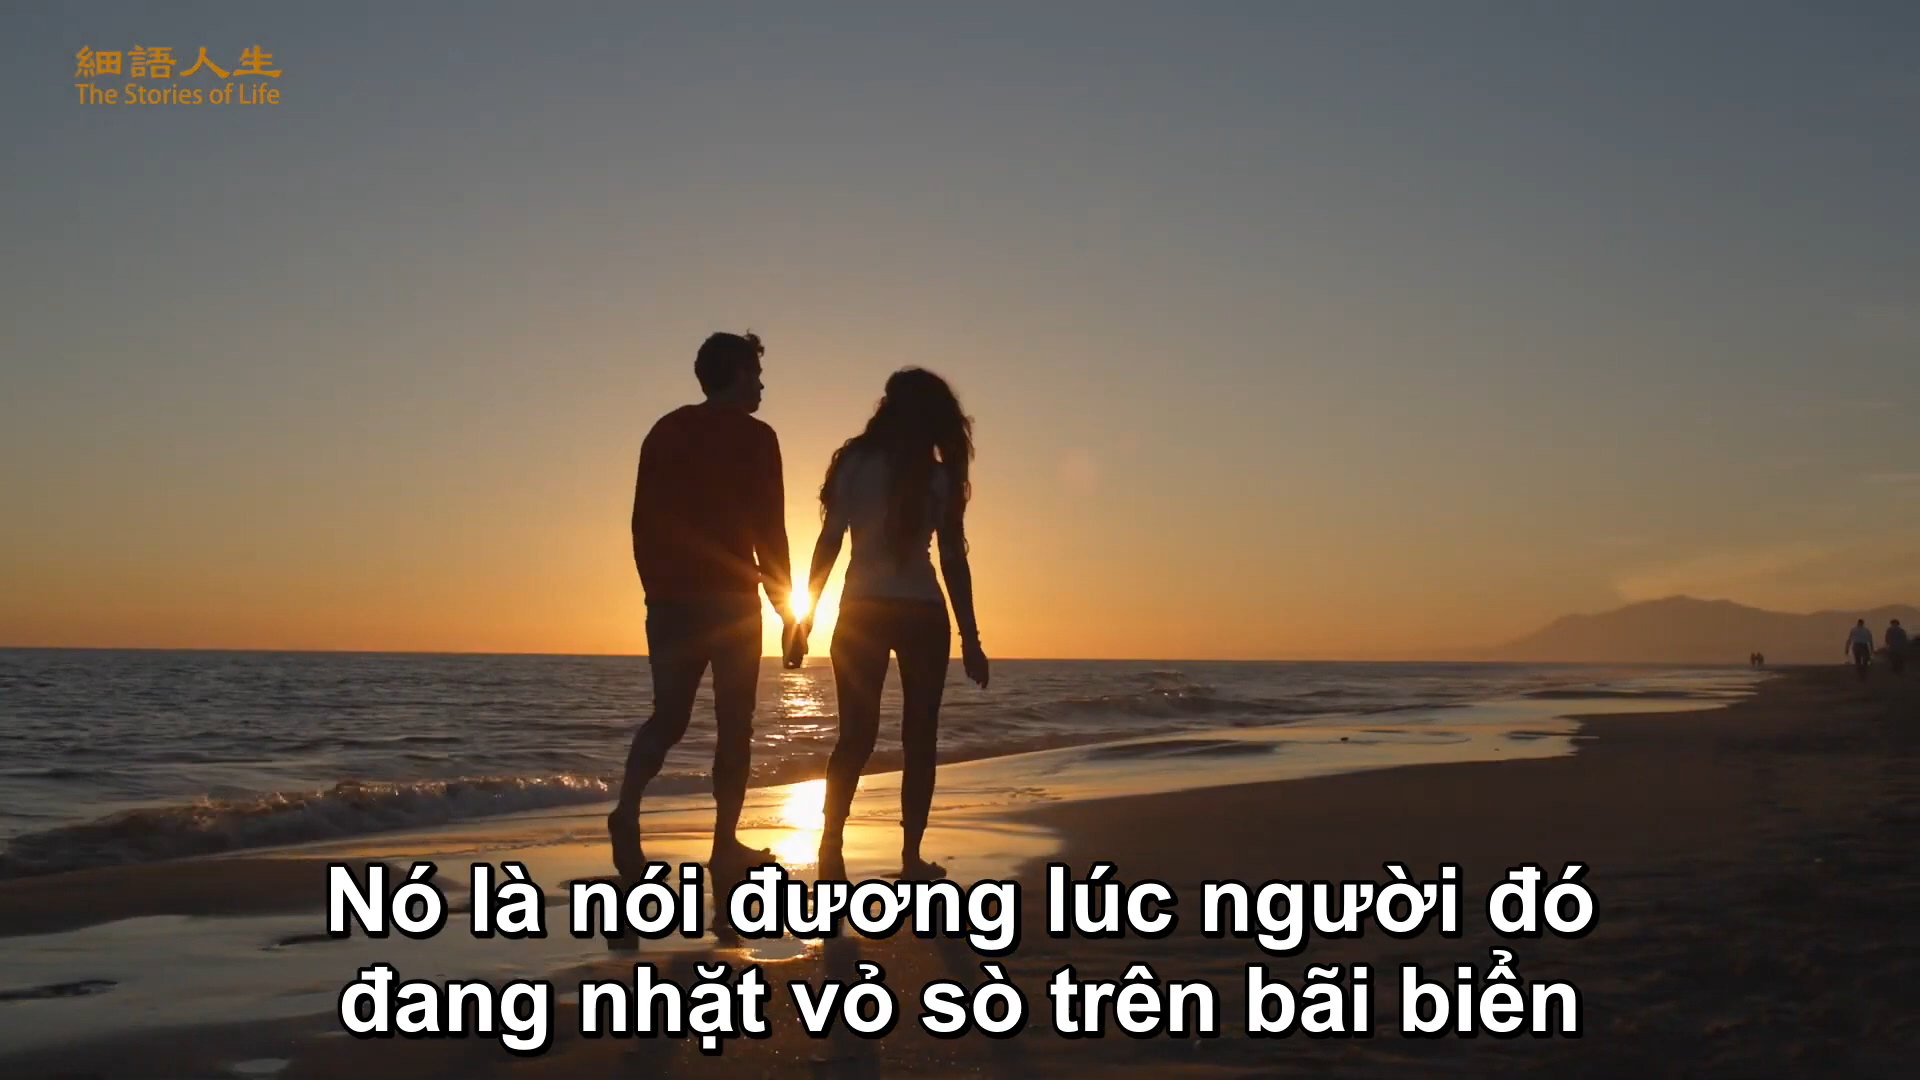 細語人生
The Stories of Life
Nó là nói đương lúc người đó
đang nhặt vỏ sò trên bãi biển